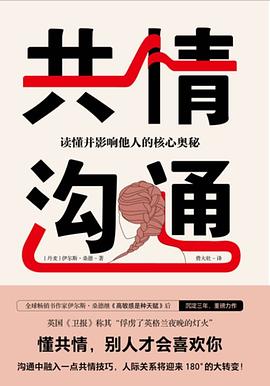 共情
读懂并影响他人的核心奥秘
沟通
[丹麦]伊尔斯·桑德-著
曾大壮-译
全球畅销书作家伊尔斯·桑德继《高敏感是种天赋》后 沉淀三年,重磅力作
英国《卫报》称其“俘虏了英格兰夜晚的灯火”
懂共情,别人才会喜欢你
沟通中融入一点共情技巧,人际关系将迎来180°的大转变!